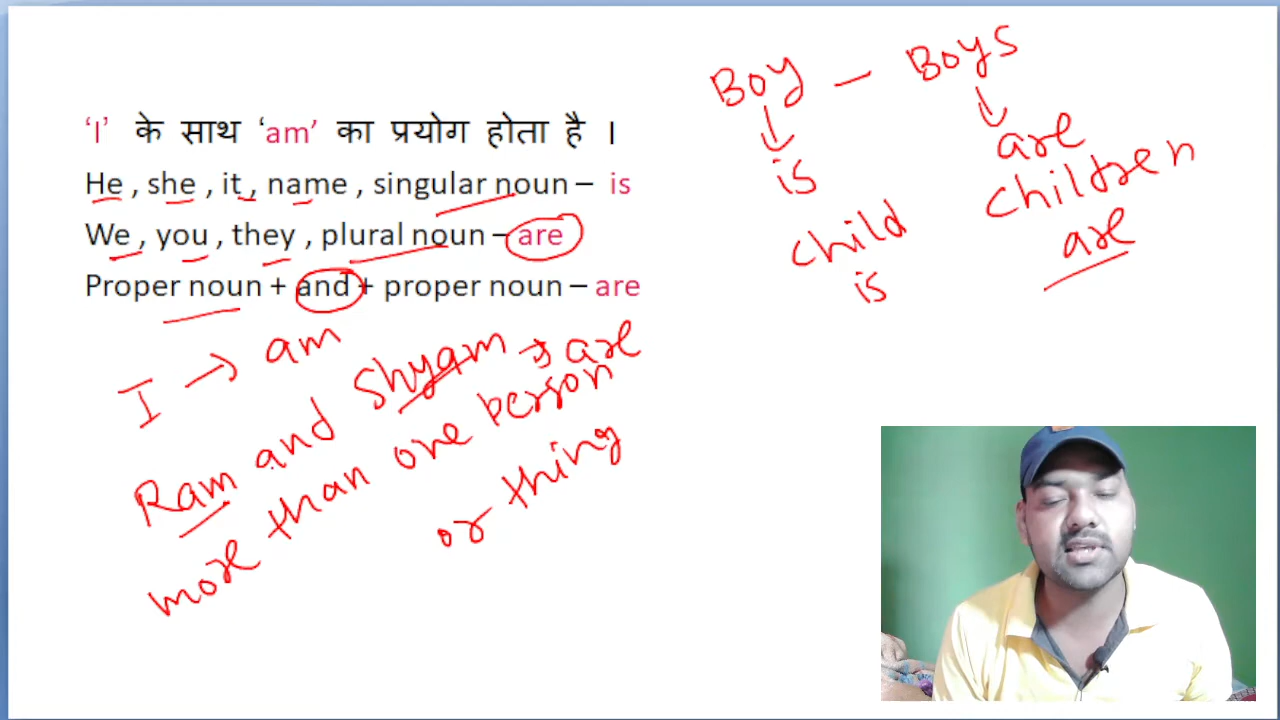 'I' के साथ 'am' का प्रयोग होता है ।
He , she , it , name , singular noun – is
We , you , they , plural noun – are
Proper noun + and + proper noun – are
I → am
Ram and Shyam → are
more than one person
or thing
Boy – Boys
is are
child children
is are